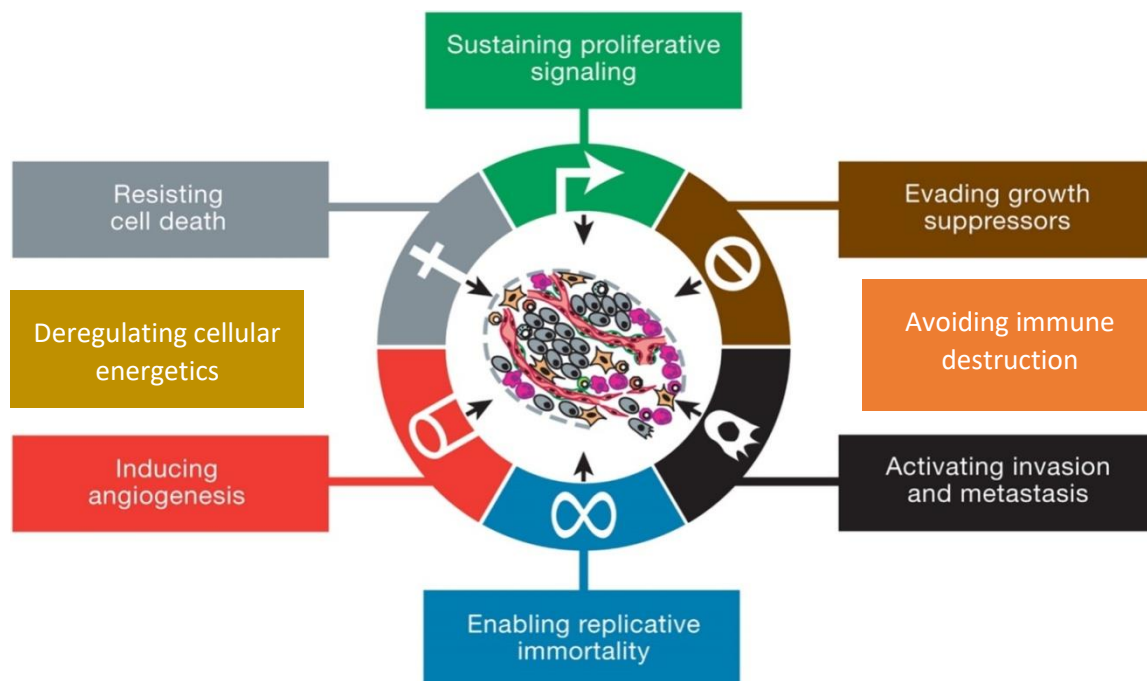 Sustaining proliferative
signaling
Resisting
cell death
Evading growth
suppressors
Deregulating cellular
energetics
Avoiding immune
destruction
Inducing
angiogenesis
Activating invasion
and metastasis
Enabling replicative
immortality